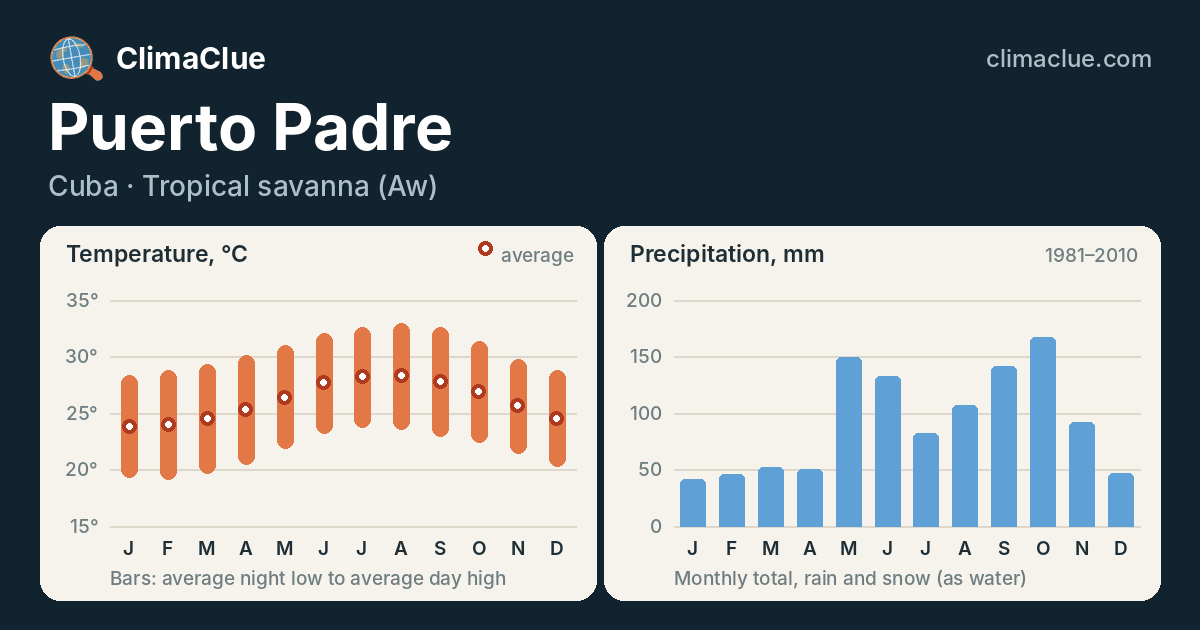 ClimaClue
climaclue.com
Puerto Padre
Cuba · Tropical savanna (Aw)
Temperature, °C
average
35°
30°
25°
20°
15°
J F M A M J J A S O N D
Bars: average night low to average day high
Precipitation, mm
1981–2010
200
150
100
50
0
J F M A M J J A S O N D
Monthly total, rain and snow (as water)